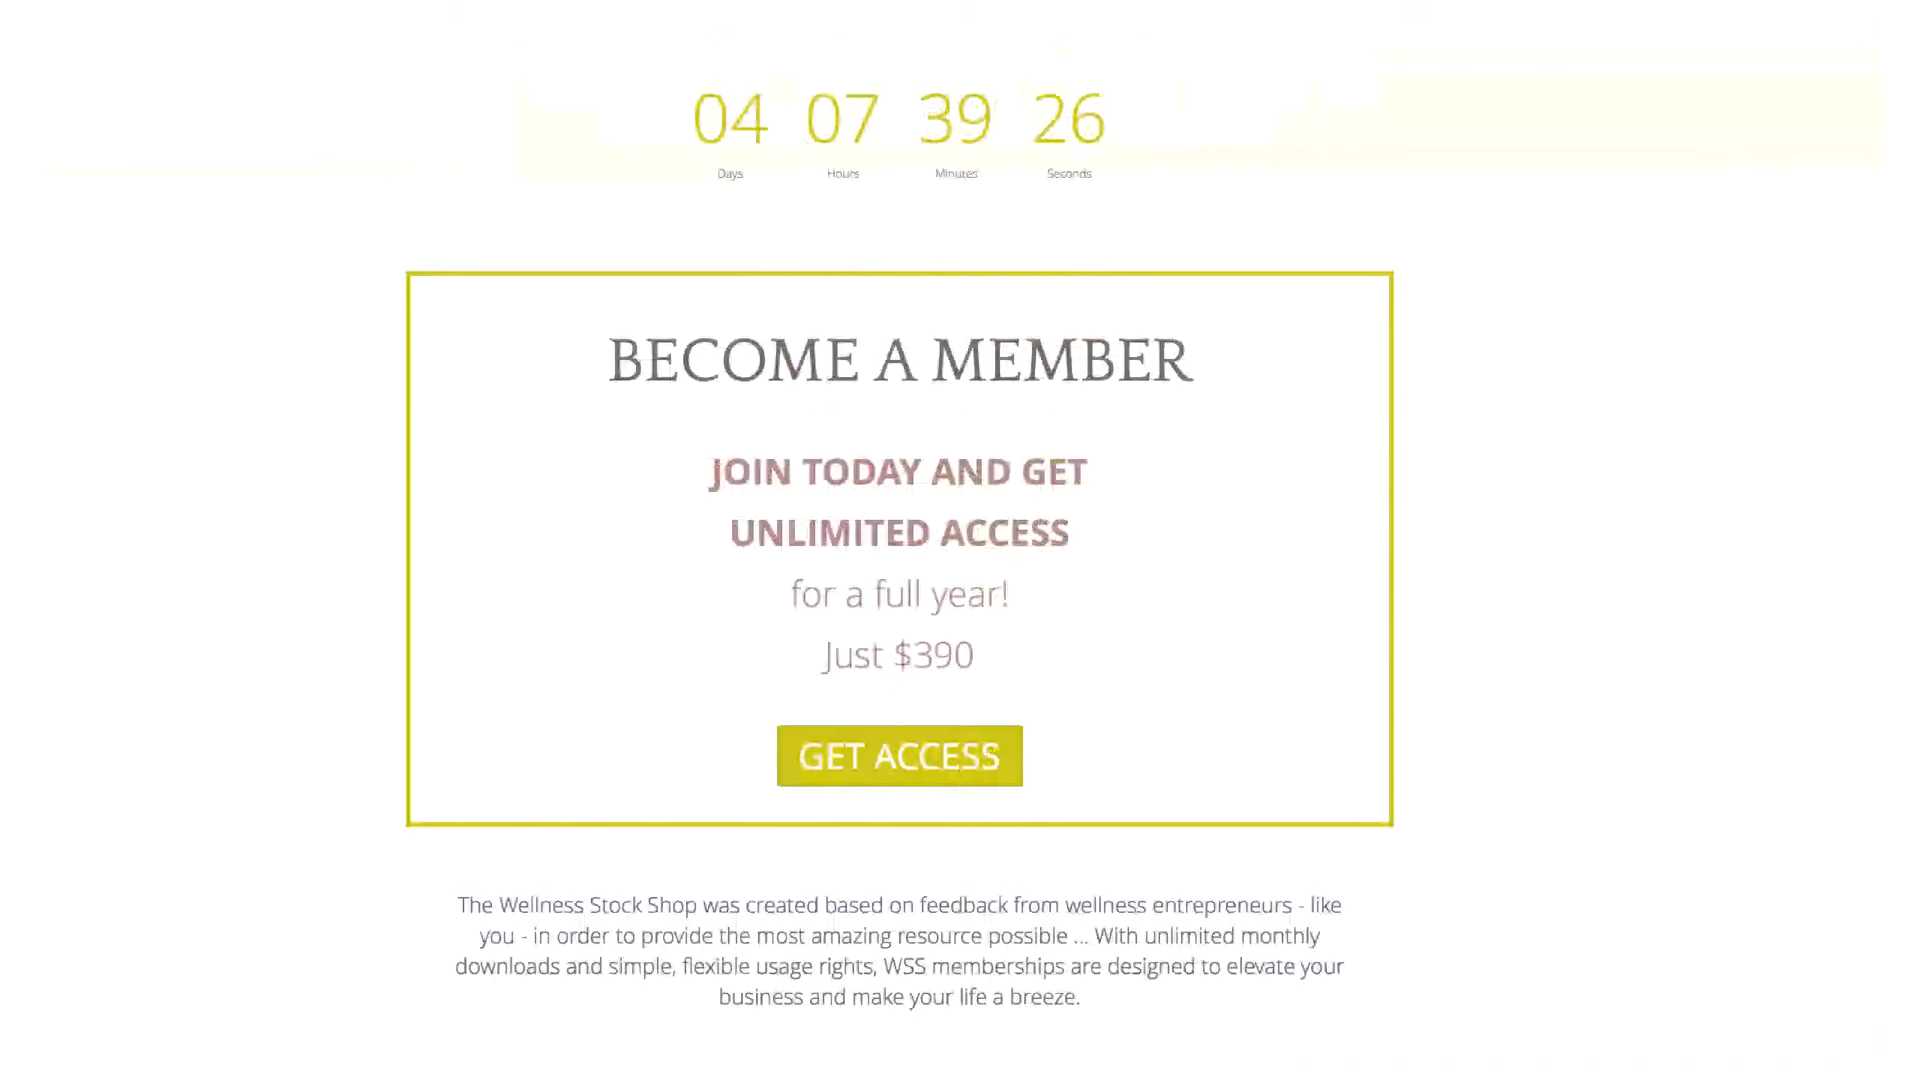 04 07 39 26
Days Hours Minutes Seconds
BECOME A MEMBER
JOIN TODAY AND GET
UNLIMITED ACCESS
for a full year!
Just $390
GET ACCESS
The Wellness Stock Shop was created based on feedback from wellness entrepreneurs - like
you - in order to provide the most amazing resource possible ... With unlimited monthly
downloads and simple, flexible usage rights, WSS memberships are designed to elevate your
business and make your life a breeze.